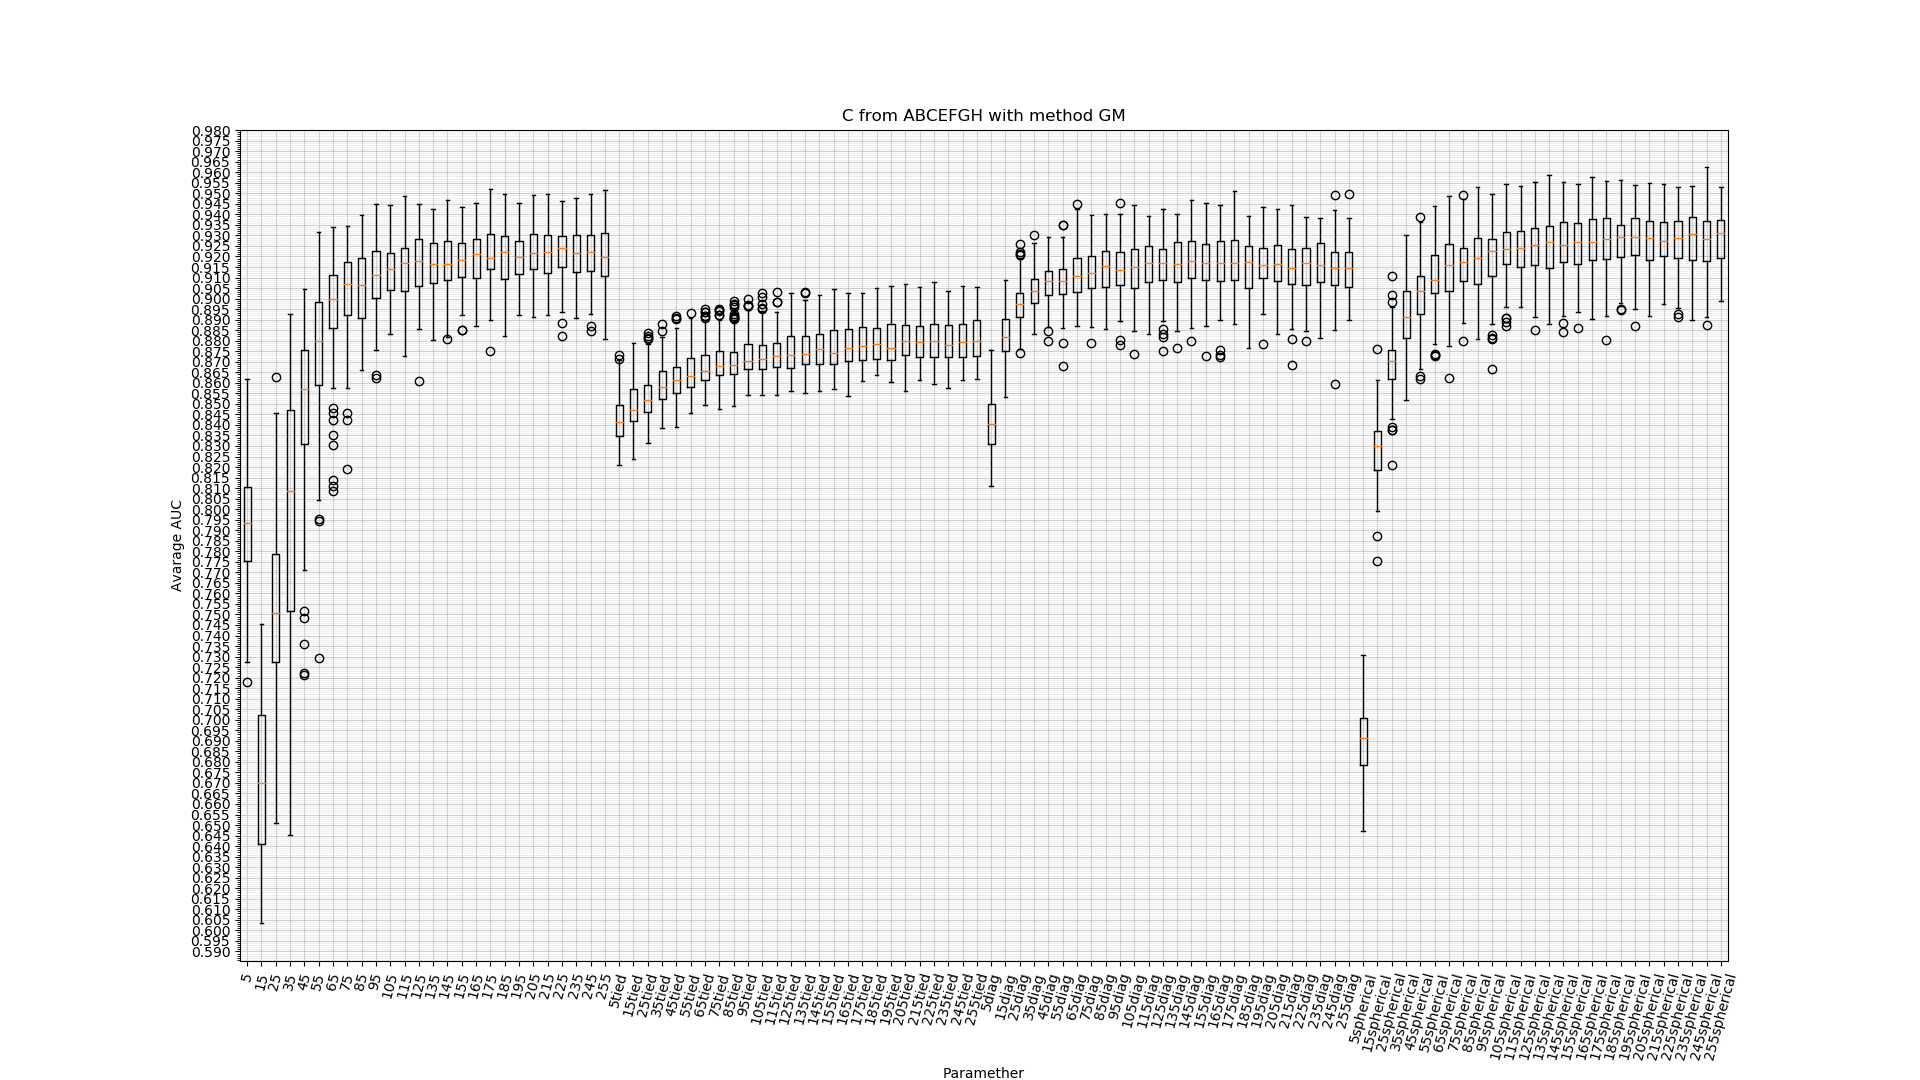 C from ABCEFGH with method GM
Avarage AUC
0.980
0.975
0.970
0.965
0.960
0.955
0.950
0.945
0.940
0.935
0.930
0.925
0.920
0.915
0.910
0.905
0.900
0.895
0.890
0.885
0.880
0.875
0.870
0.865
0.860
0.855
0.850
0.845
0.840
0.835
0.830
0.825
0.820
0.815
0.810
0.805
0.800
0.795
0.790
0.785
0.780
0.775
0.770
0.765
0.760
0.755
0.750
0.745
0.740
0.735
0.730
0.725
0.720
0.715
0.710
0.705
0.700
0.695
0.690
0.685
0.680
0.675
0.670
0.665
0.660
0.655
0.650
0.645
0.640
0.635
0.630
0.625
0.620
0.615
0.610
0.605
0.600
0.595
0.590
5
15
25
35
45
55
65
75
85
95
105
115
125
135
145
155
165
175
185
195
205
215
225
235
245
255
5tied
15tied
25tied
35tied
45tied
55tied
65tied
75tied
85tied
95tied
105tied
115tied
125tied
135tied
145tied
155tied
165tied
175tied
185tied
195tied
205tied
215tied
225tied
235tied
245tied
255tied
5diag
15diag
25diag
35diag
45diag
55diag
65diag
75diag
85diag
95diag
105diag
115diag
125diag
135diag
145diag
155diag
165diag
175diag
185diag
195diag
205diag
215diag
225diag
235diag
245diag
255diag
5spherical
15spherical
25spherical
35spherical
45spherical
55spherical
65spherical
75spherical
85spherical
95spherical
105spherical
115spherical
125spherical
135spherical
145spherical
155spherical
165spherical
175spherical
185spherical
195spherical
205spherical
215spherical
225spherical
235spherical
245spherical
255spherical
Paramether